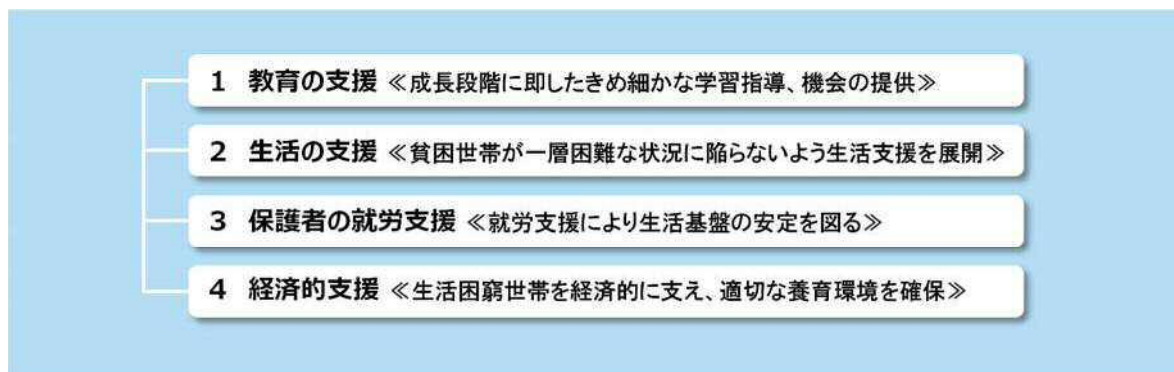 1 教育の支援 ≪成長段階に即したきめ細かな学習指導、機会の提供≫
2 生活の支援 ≪貧困世帯が一層困難な状況に陥らないよう生活支援を展開≫
3 保護者の就労支援 ≪就労支援により生活基盤の安定を図る≫
4 経済的支援 ≪生活困窮世帯を経済的に支え、適切な養育環境を確保≫